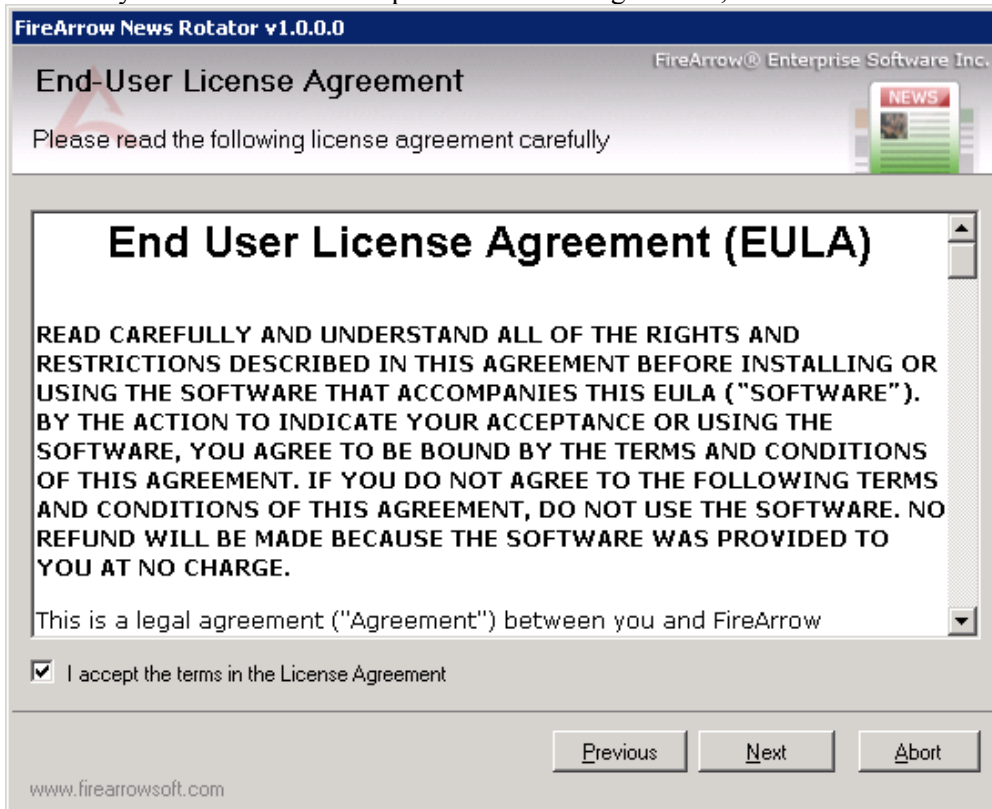 FireArrow News Rotator v1.0.0.0
FireArrow® Enterprise Software Inc.
End-User License Agreement
NEWS
Please read the following license agreement carefully
End User License Agreement (EULA)
READ CAREFULLY AND UNDERSTAND ALL OF THE RIGHTS AND
RESTRICTIONS DESCRIBED IN THIS AGREEMENT BEFORE INSTALLING OR
USING THE SOFTWARE THAT ACCOMPANIES THIS EULA ("SOFTWARE").
BY THE ACTION TO INDICATE YOUR ACCEPTANCE OR USING THE
SOFTWARE, YOU AGREE TO BE BOUND BY THE TERMS AND CONDITIONS
OF THIS AGREEMENT. IF YOU DO NOT AGREE TO THE FOLLOWING TERMS
AND CONDITIONS OF THIS AGREEMENT, DO NOT USE THE SOFTWARE. NO
REFUND WILL BE MADE BECAUSE THE SOFTWARE WAS PROVIDED TO
YOU AT NO CHARGE.
This is a legal agreement ("Agreement") between you and FireArrow
I accept the terms in the License Agreement
Previous Next Abort
www.firearrowsoft.com